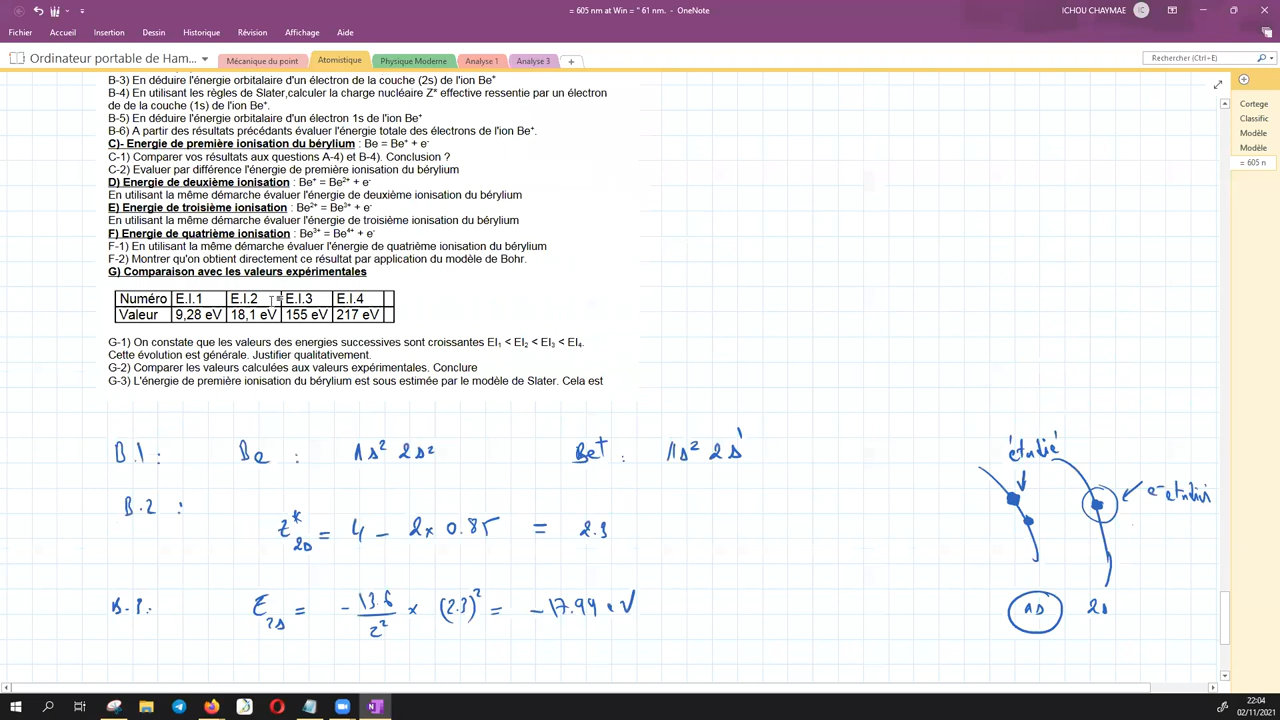 = 605 nm at Win = " 61 nm. - OneNote
ICHOU CHAYMAE
IC
Fichier Accueil Insertion Dessin Historique Révision Affichage Aide
Ordinateur portable de Ham...
Mécanique du point
Atomistique
Physique Moderne
Analyse 1
Analyse 3
Rechercher (Ctrl+E)
B-3) En déduire l'énergie orbitalaire d'un électron de la couche (2s) de l'ion Be⁺
B-4) En utilisant les règles de Slater,calculer la charge nucléaire Z* effective ressentie par un électron
de de la couche (1s) de l'ion Be⁺.
B-5) En déduire l'énergie orbitalaire d'un électron 1s de l'ion Be⁺
B-6) A partir des résultats précédants évaluer l'énergie totale des électrons de l'ion Be⁺.
C)- Energie de première ionisation du bérylium : Be = Be⁺ + e⁻
C-1) Comparer vos résultats aux questions A-4) et B-4). Conclusion ?
C-2) Evaluer par différence l'énergie de première ionisation du bérylium
D) Energie de deuxième ionisation : Be⁺ = Be²⁺ + e⁻
En utilisant la même démarche évaluer l'énergie de deuxième ionisation du bérylium
E) Energie de troisième ionisation : Be²⁺ = Be³⁺ + e⁻
En utilisant la même démarche évaluer l'énergie de troisième ionisation du bérylium
F) Energie de quatrième ionisation : Be³⁺ = Be⁴⁺ + e⁻
F-1) En utilisant la même démarche évaluer l'énergie de quatrième ionisation du bérylium
F-2) Montrer qu'on obtient directement ce résultat par application du modèle de Bohr.
G) Comparaison avec les valeurs expérimentales
Numéro E.I.1 E.I.2 E.I.3 E.I.4
Valeur 9,28 eV 18,1 eV 155 eV 217 eV
G-1) On constate que les valeurs des energies successives sont croissantes EI₁ < EI₂ < EI₃ < EI₄.
Cette évolution est générale. Justifier qualitativement.
G-2) Comparer les valeurs calculées aux valeurs expérimentales. Conclure
G-3) L'énergie de première ionisation du bérylium est sous estimée par le modèle de Slater. Cela est
B.1 : Be : 1s² 2s² Be⁺ : 1s² 2s¹
B.2 :
Z*2s = 4 - 2 × 0.85 = 2.3
B.3. E2s = -13.6/2² × (2.3)² = -17.99 eV
étudié
e- étudié
1s 2s
Cortege
Classific
Modèle
Modèle
= 605 n
22:04
02/11/2021